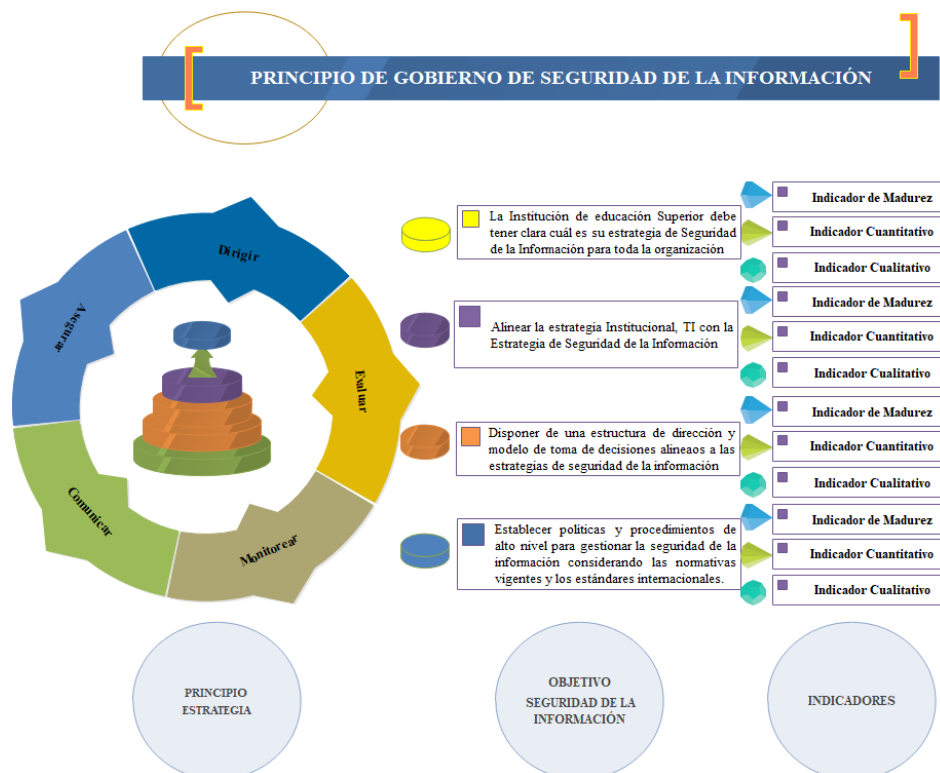 PRINCIPIO DE GOBIERNO DE SEGURIDAD DE LA INFORMACIÓN
Dirigir
Evaluar
Monitorear
Comunicar
Asegurar
La Institución de educación Superior debe
tener clara cuál es su estrategia de Seguridad
de la Información para toda la organización
Indicador de Madurez
Indicador Cuantitativo
Indicador Cualitativo
Alinear la estrategia Institucional, TI con la
Estrategia de Seguridad de la Información
Indicador de Madurez
Indicador Cuantitativo
Indicador Cualitativo
Disponer de una estructura de dirección y
modelo de toma de decisiones alineaos a las
estrategias de seguridad de la información
Indicador de Madurez
Indicador Cuantitativo
Indicador Cualitativo
Establecer políticas y procedimientos de
alto nivel para gestionar la seguridad de la
información considerando las normativas
vigentes y los estándares internacionales.
Indicador de Madurez
Indicador Cuantitativo
Indicador Cualitativo
PRINCIPIO
ESTRATEGIA
OBJETIVO
SEGURIDAD DE LA
INFORMACIÓN
INDICADORES